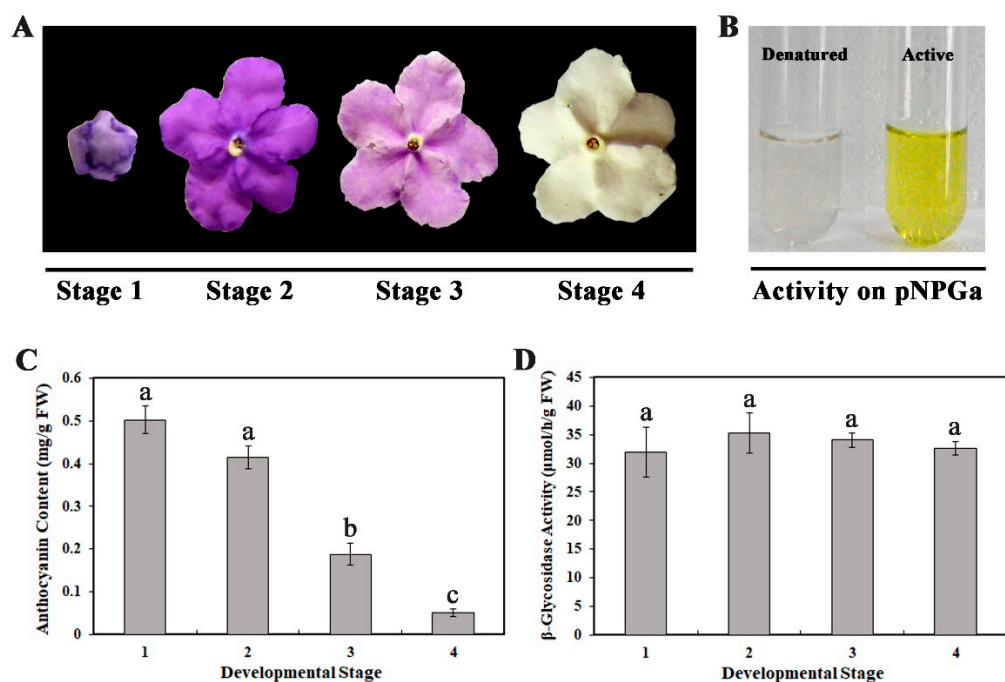 A
B
Denatured Active
Stage 1 Stage 2 Stage 3 Stage 4
Activity on pNPGa
C
Anthocyanin Content (mg/g FW)
0.6
0.5
0.4
0.3
0.2
0.1
0
a
a
b
c
1 2 3 4
Developmental Stage
D
β-Glycosidase Activity (μmol/h/g FW)
45
40
35
30
25
20
15
10
5
0
a
a
a
a
1 2 3 4
Developmental Stage